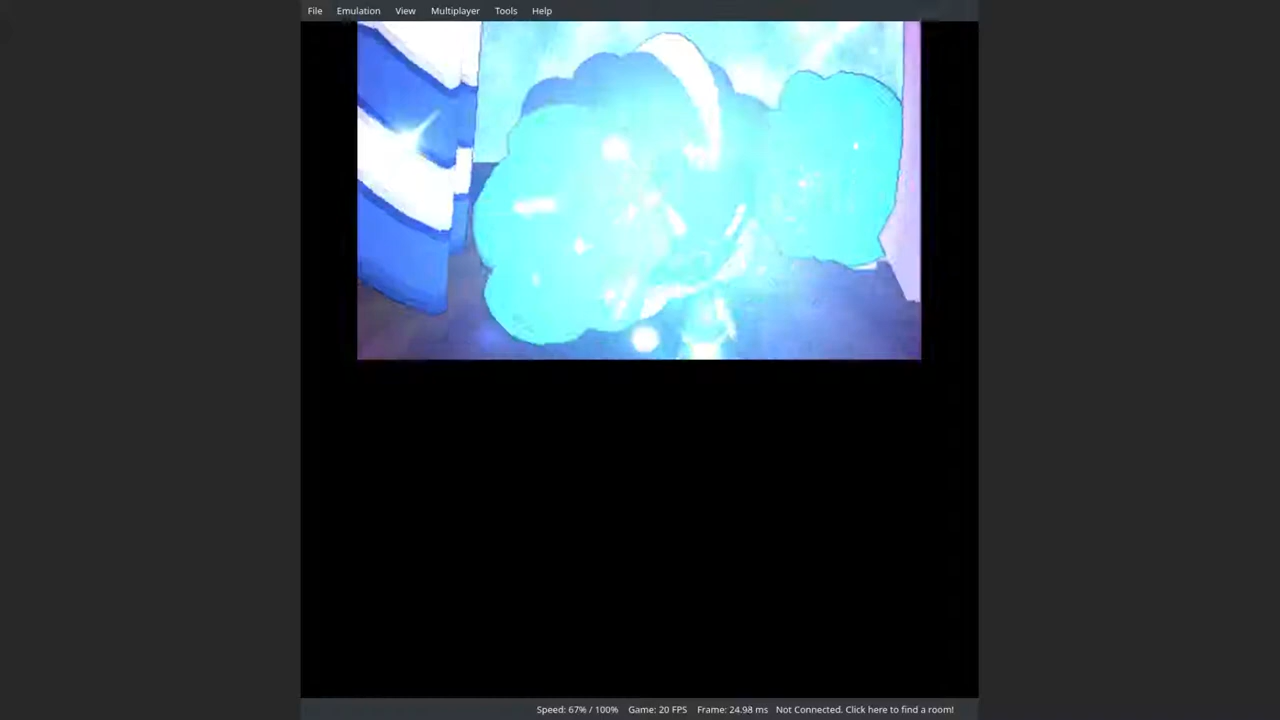 File Emulation View Multiplayer Tools Help
Speed: 67% / 100% Game: 20 FPS Frame: 24.98 ms Not Connected. Click here to find a room!